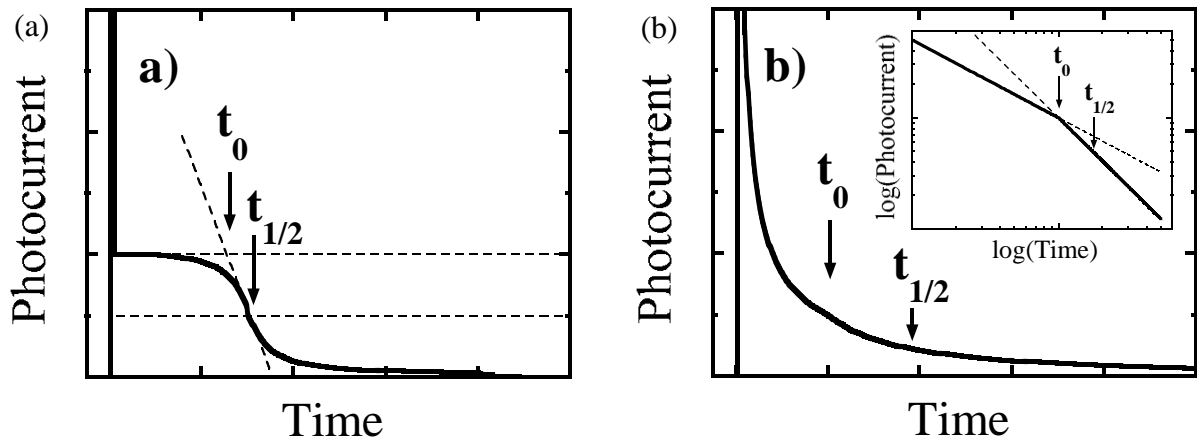 (a)
Photocurrent
a)
t0
t1/2
Time
(b)
Photocurrent
b)
t0
t1/2
Time
log(Photocurrent)
t0
t1/2
log(Time)